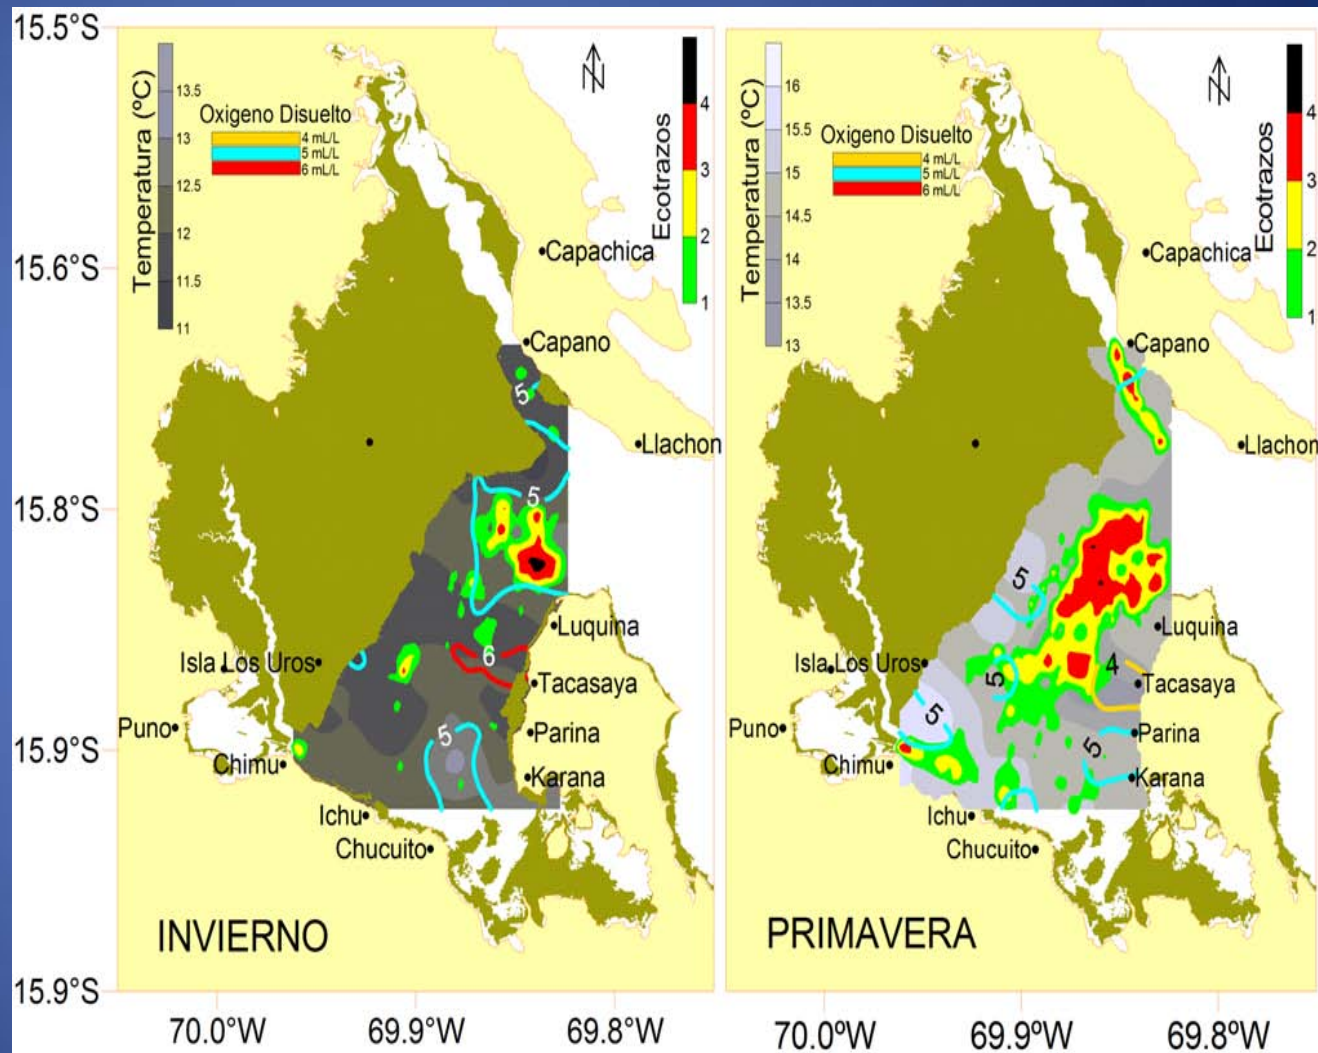 15.5°S
15.6°S
15.8°S
15.9°S
15.9°S
Temperatura (ºC)
13.5
13
12.5
12
11.5
11
Oxigeno Disuelto
4 mL/L
5 mL/L
6 mL/L
N
Ecotrazos
4
3
2
1
Capachica
Capano
5
Llachon
5
Luquina
6
Isla Los Uros
Tacasaya
Puno
5
Parina
Chimu
Karana
Ichu
Chucuito
INVIERNO
70.0°W
69.9°W
69.8°W
Temperatura (ºC)
16
15.5
15
14.5
14
13.5
13
Oxigeno Disuelto
4 mL/L
5 mL/L
6 mL/L
N
Ecotrazos
4
3
2
1
Capachica
Capano
Llachon
5
Luquina
Isla Los Uros
4
5
Tacasaya
Puno
5
5
Parina
Chimu
Karana
Ichu
Chucuito
PRIMAVERA
70.0°W
69.9°W
69.8°W